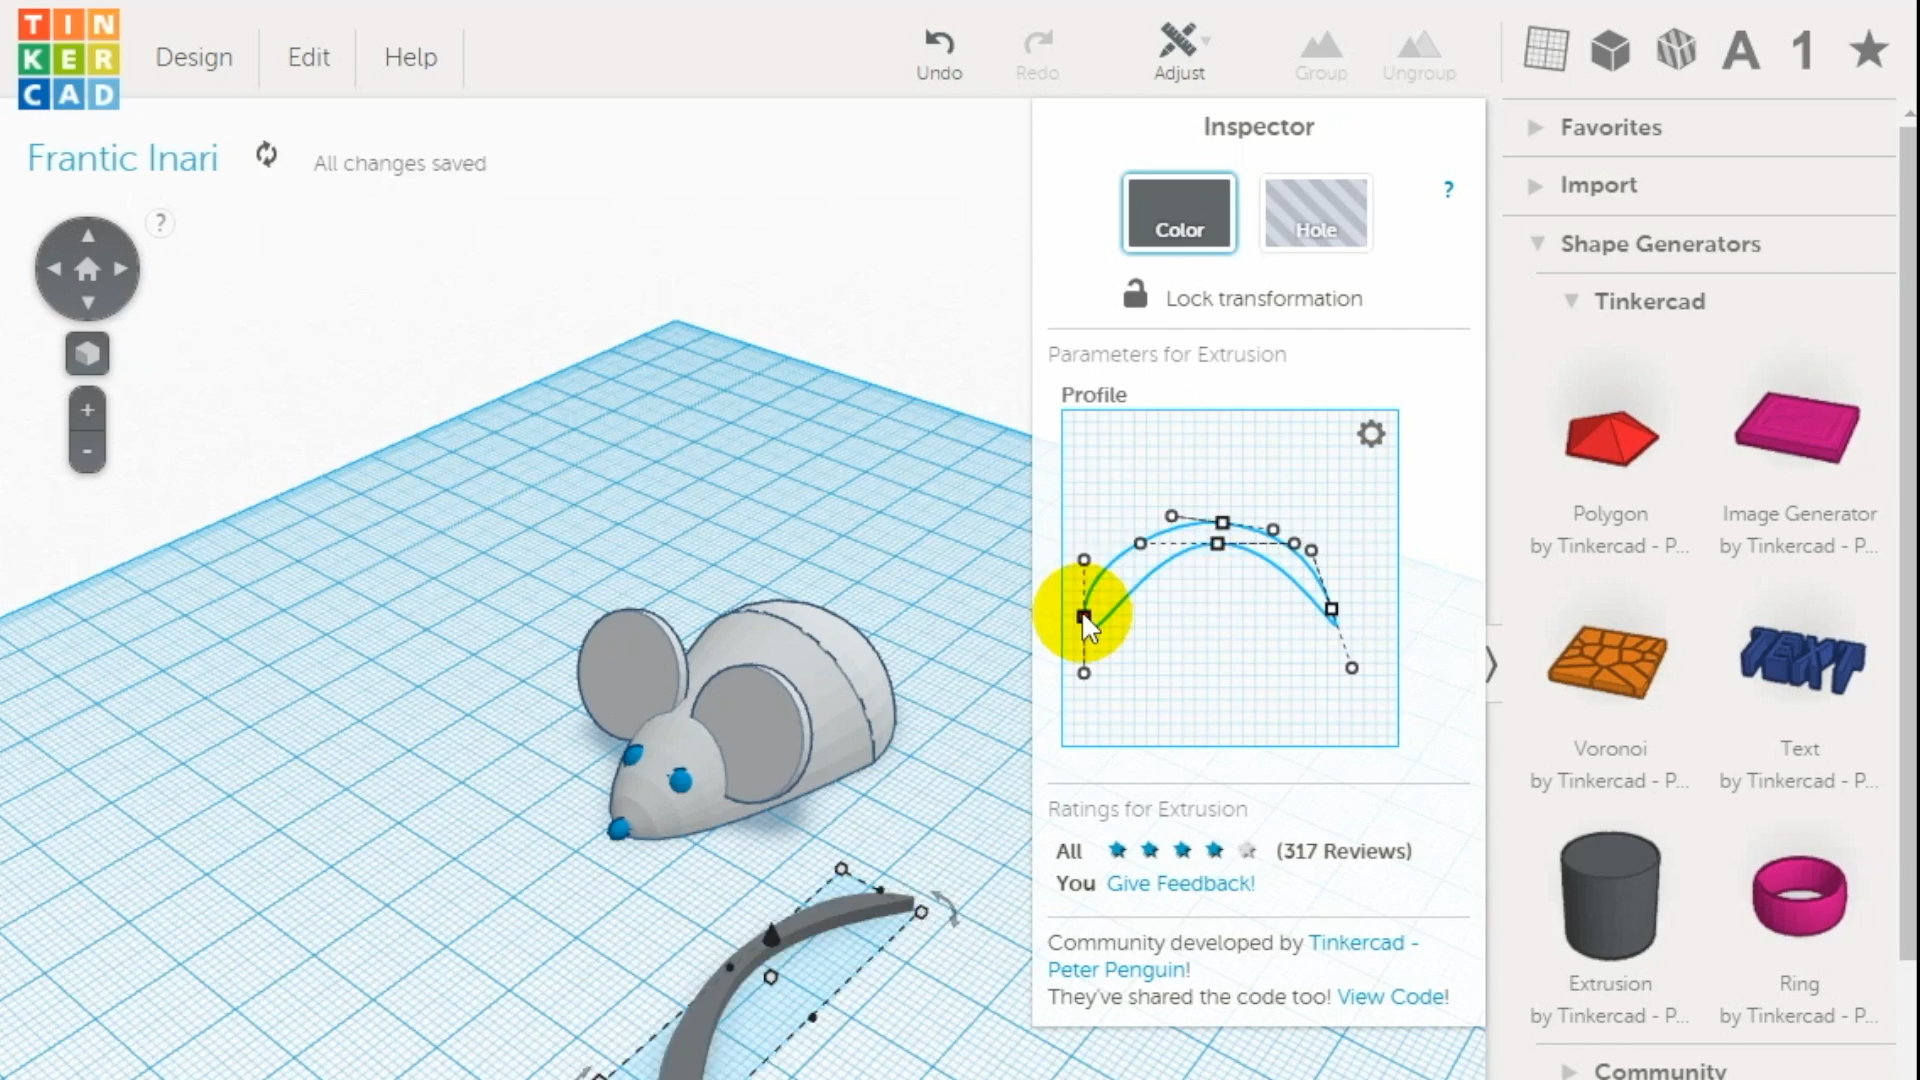 TIN
KER
CAD
Design
Edit
Help
Undo
Redo
Adjust
Group
Ungroup
A
1
Frantic Inari
All changes saved
?
+
-
Inspector
Color
Hole
?
Lock transformation
Parameters for Extrusion
Profile
Ratings for Extrusion
All
(317 Reviews)
You Give Feedback!
Community developed by Tinkercad -
Peter Penguin!
They've shared the code too! View Code!
Favorites
Import
Shape Generators
Tinkercad
Polygon
by Tinkercad - P...
Image Generator
by Tinkercad - P...
TEXT
Voronoi
by Tinkercad - P...
Text
by Tinkercad - P...
Extrusion
by Tinkercad - P...
Ring
by Tinkercad - P...
Community